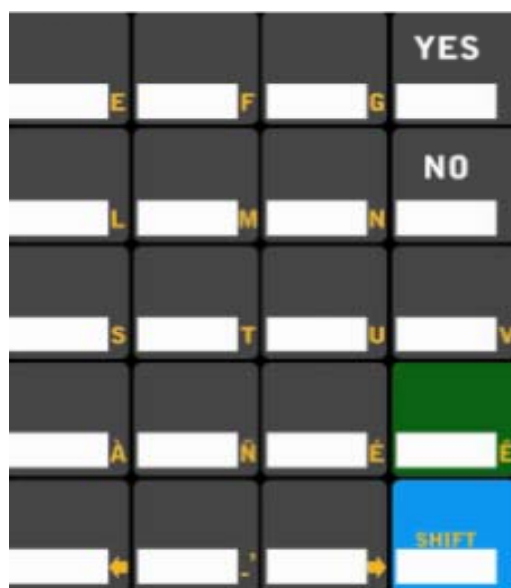 YES
E F G
NO
L M N
S T U V
À Ñ É Ê
SHIFT
← -' →